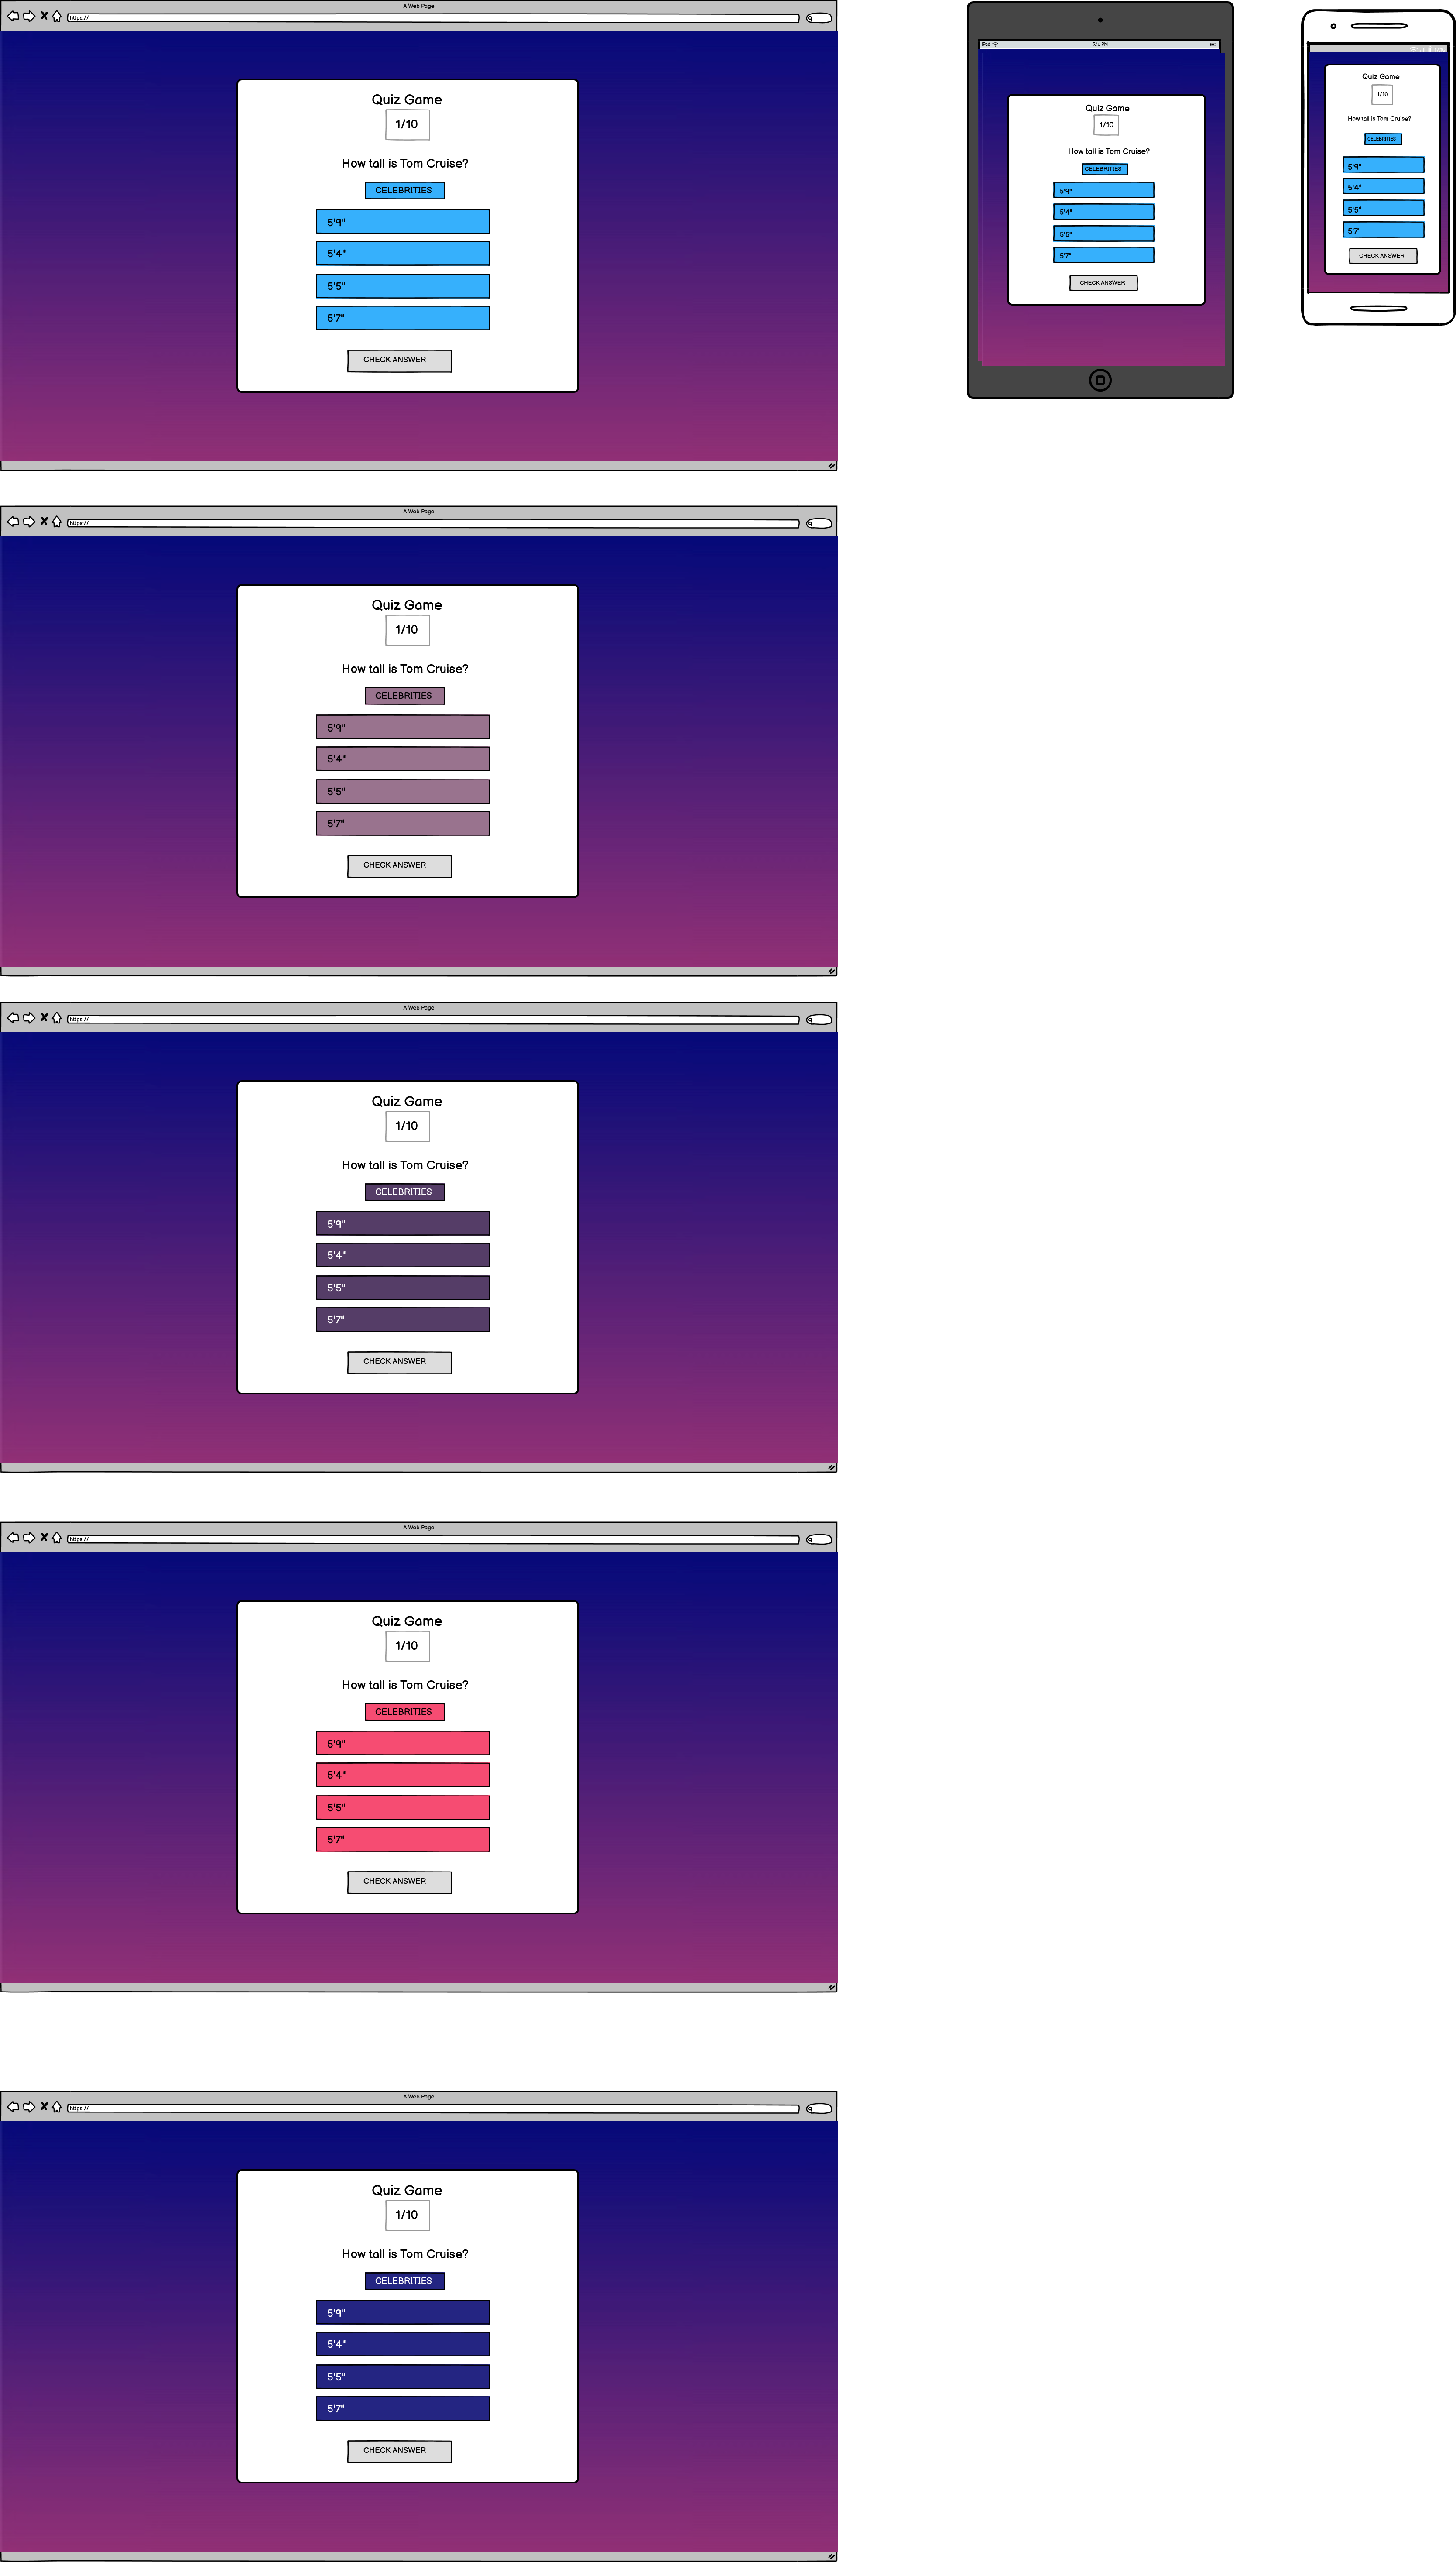 A Web Page
https://
Quiz Game
1/10
How tall is Tom Cruise?
CELEBRITIES
5'9"
5'4"
5'5"
5'7"
CHECK ANSWER
iPad
5:14 PM
Quiz Game
1/10
How tall is Tom Cruise?
CELEBRITIES
5'9"
5'4"
5'5"
5'7"
CHECK ANSWER
Quiz Game
1/10
How tall is Tom Cruise?
CELEBRITIES
5'9"
5'4"
5'5"
5'7"
CHECK ANSWER
A Web Page
https://
Quiz Game
1/10
How tall is Tom Cruise?
CELEBRITIES
5'9"
5'4"
5'5"
5'7"
CHECK ANSWER
A Web Page
https://
Quiz Game
1/10
How tall is Tom Cruise?
CELEBRITIES
5'9"
5'4"
5'5"
5'7"
CHECK ANSWER
A Web Page
https://
Quiz Game
1/10
How tall is Tom Cruise?
CELEBRITIES
5'9"
5'4"
5'5"
5'7"
CHECK ANSWER
A Web Page
https://
Quiz Game
1/10
How tall is Tom Cruise?
CELEBRITIES
5'9"
5'4"
5'5"
5'7"
CHECK ANSWER